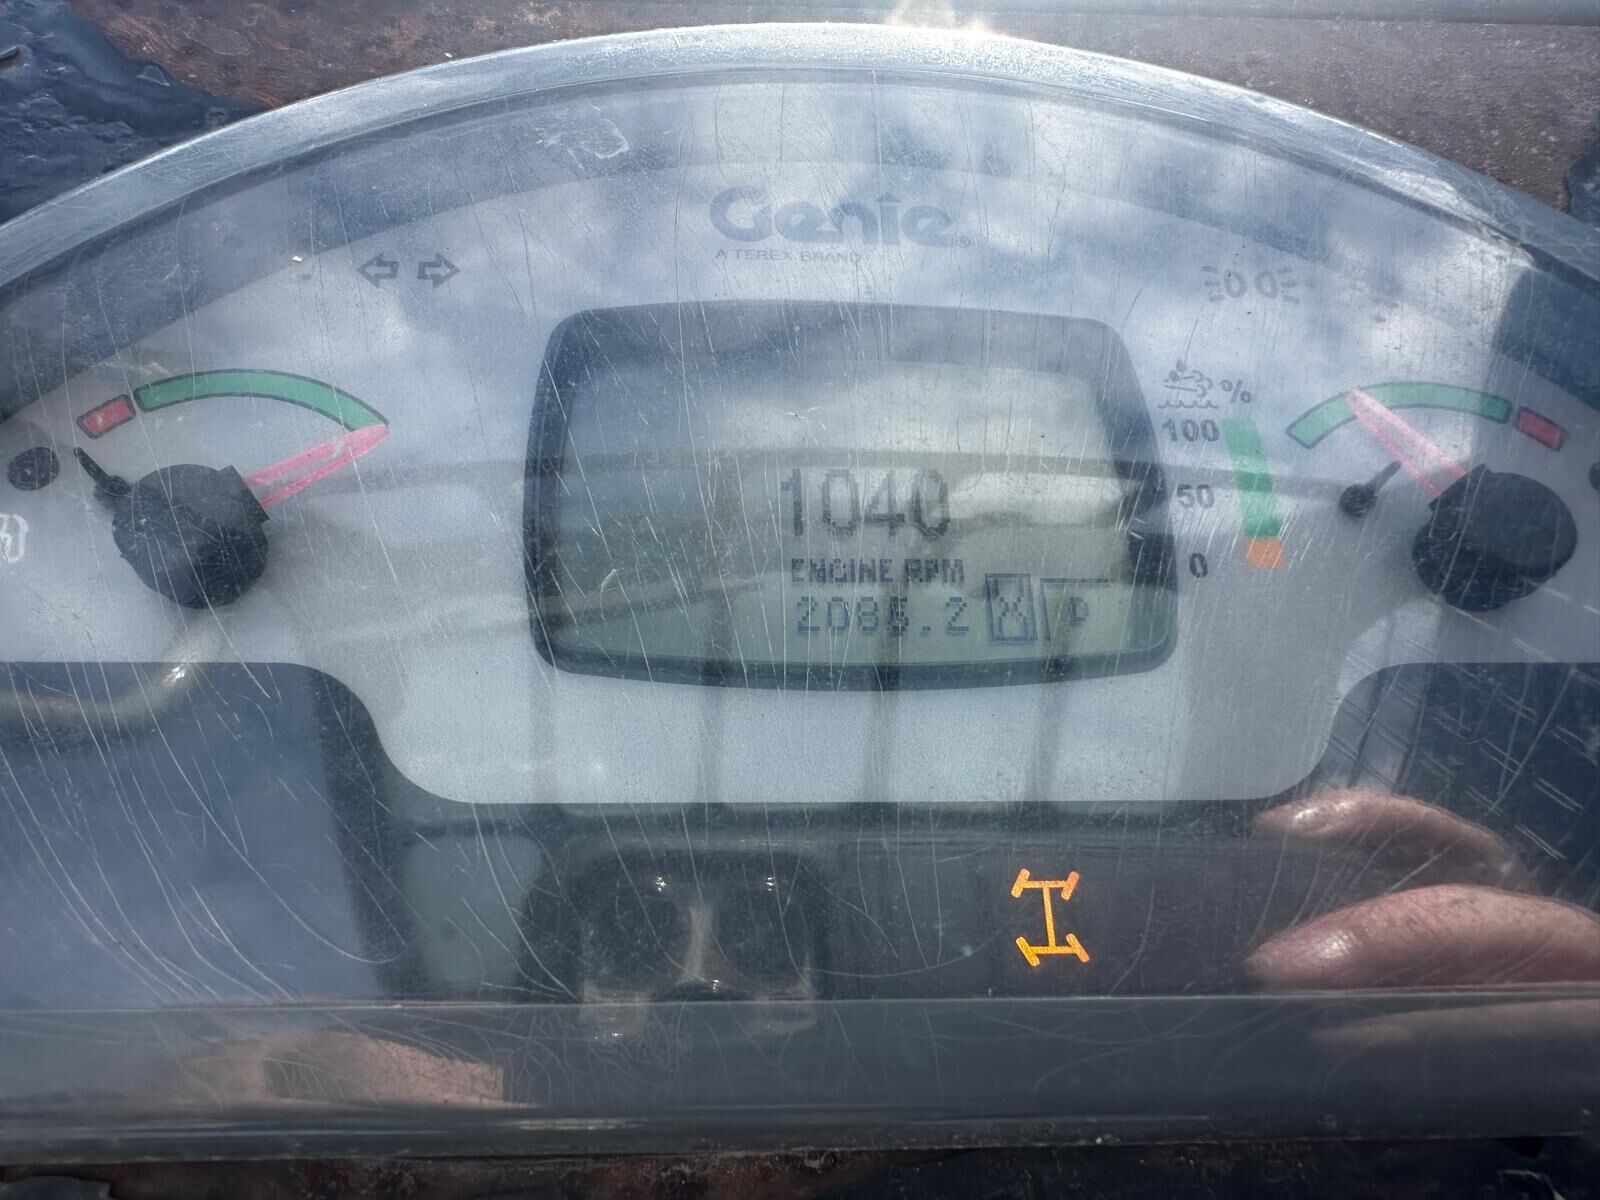 Genie®
A TEREX BRAND
%
100
50
0
1040
ENGINE RPM
2085.2
D